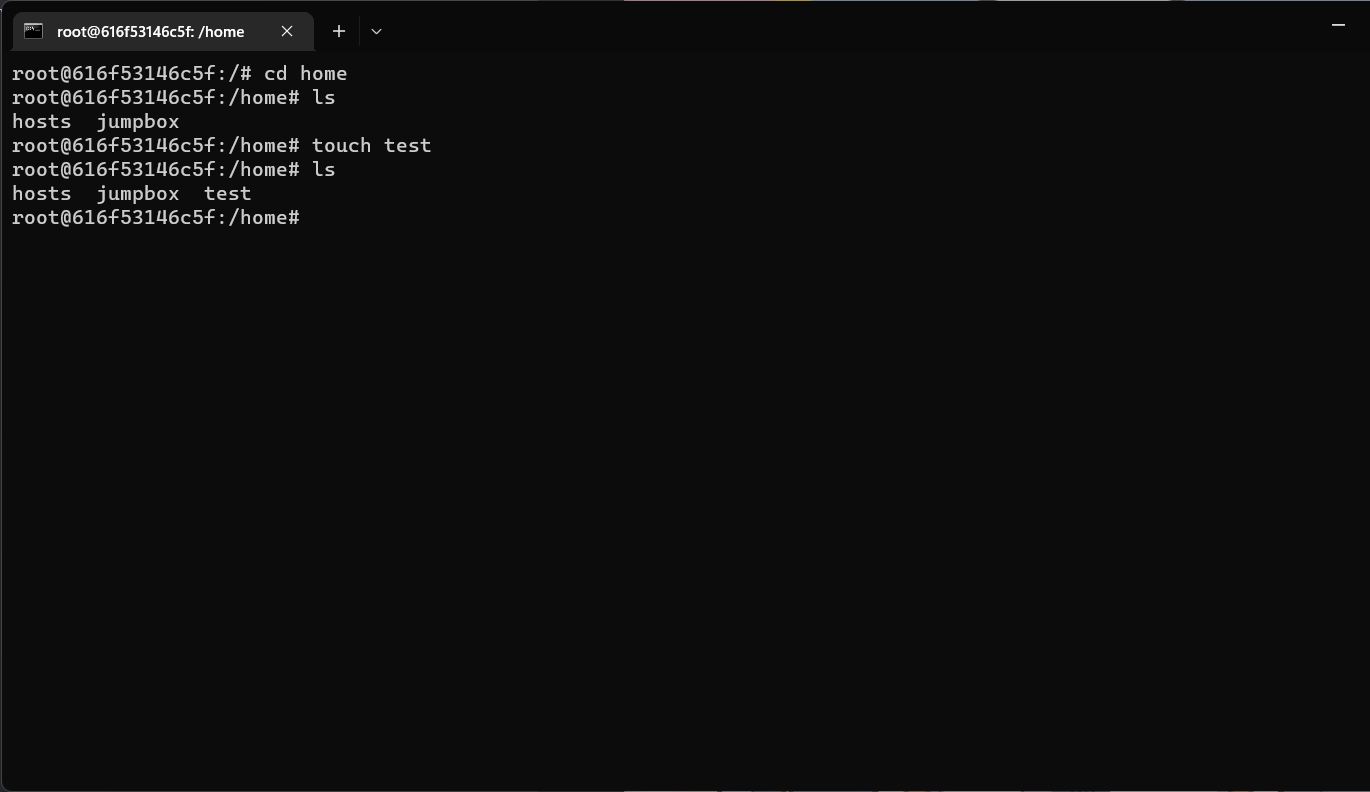 root@616f53146c5f: /home
root@616f53146c5f:/# cd home
root@616f53146c5f:/home# ls
hosts  jumpbox
root@616f53146c5f:/home# touch test
root@616f53146c5f:/home# ls
hosts  jumpbox  test
root@616f53146c5f:/home#